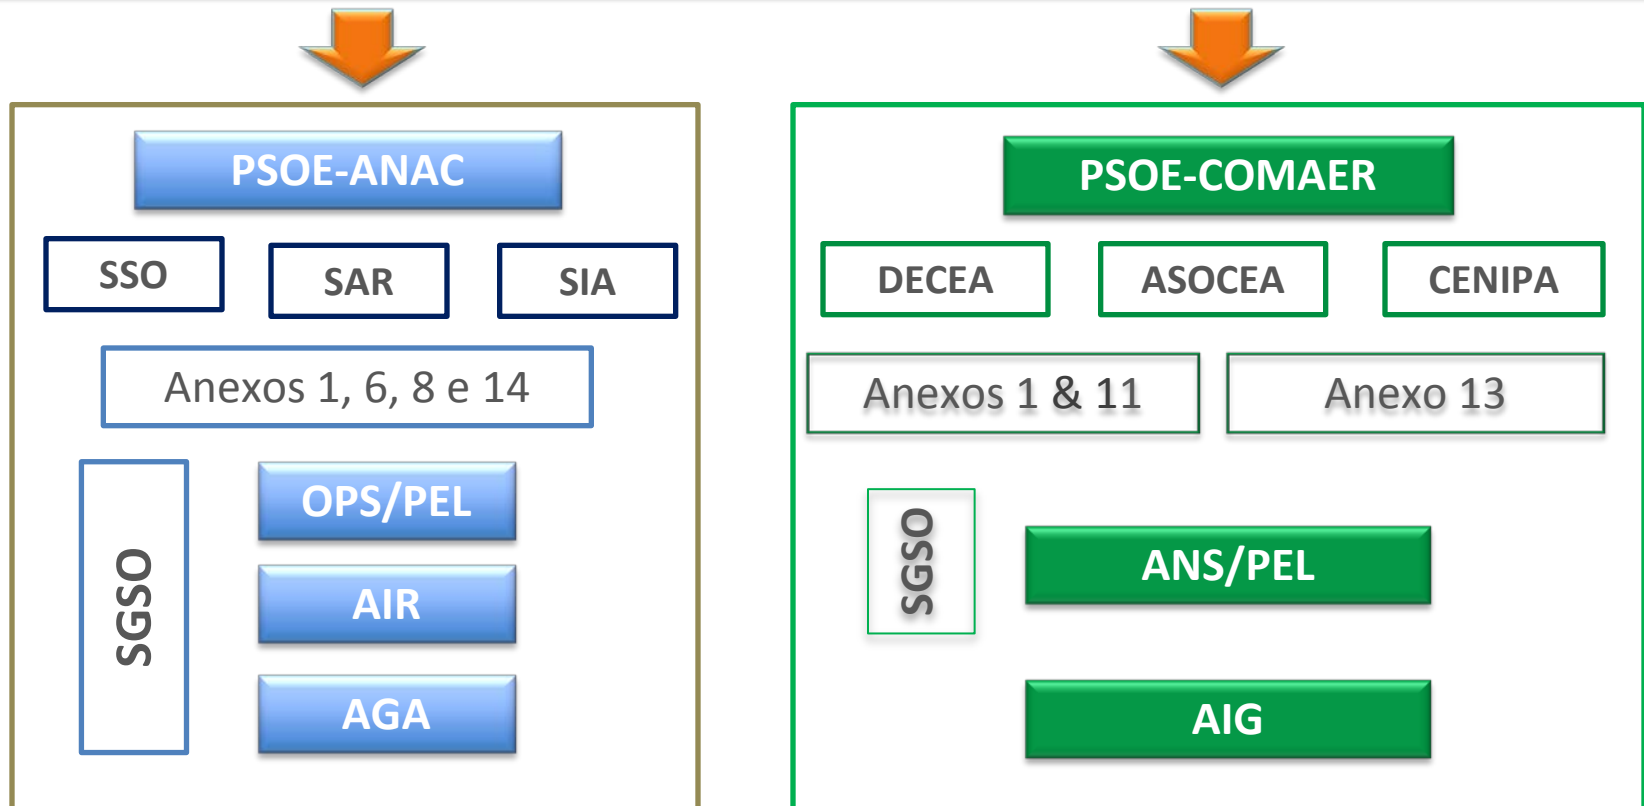 PSOE-ANAC
SSO
SAR
SIA
Anexos 1, 6, 8 e 14
SGSO
OPS/PEL
AIR
AGA
PSOE-COMAER
DECEA
ASOCEA
CENIPA
Anexos 1 & 11
Anexo 13
SGSO
ANS/PEL
AIG